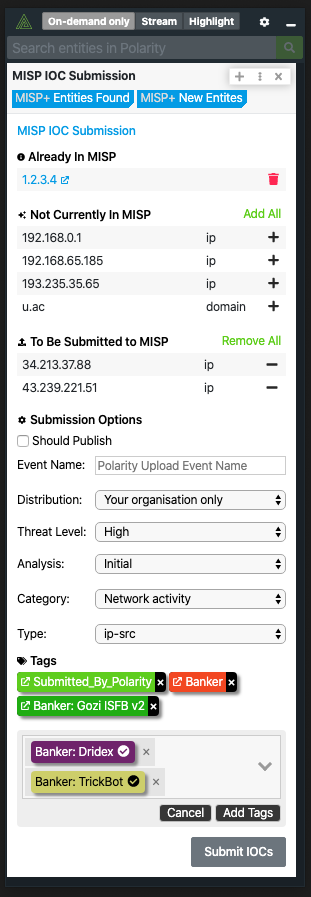 On-demand only Stream Highlight
Search entities in Polarity
MISP IOC Submission
MISP+ Entities Found MISP+ New Entites
MISP IOC Submission
Already In MISP
1.2.3.4
Not Currently In MISP Add All
192.168.0.1 ip
192.168.65.185 ip
193.235.35.65 ip
u.ac domain
To Be Submitted to MISP Remove All
34.213.37.88 ip
43.239.221.51 ip
Submission Options
Should Publish
Event Name: Polarity Upload Event Name
Distribution: Your organisation only
Threat Level: High
Analysis: Initial
Category: Network activity
Type: ip-src
Tags
Submitted_By_Polarity × Banker ×
Banker: Gozi ISFB v2 ×
Banker: Dridex ×
Banker: TrickBot ×
Cancel Add Tags
Submit IOCs